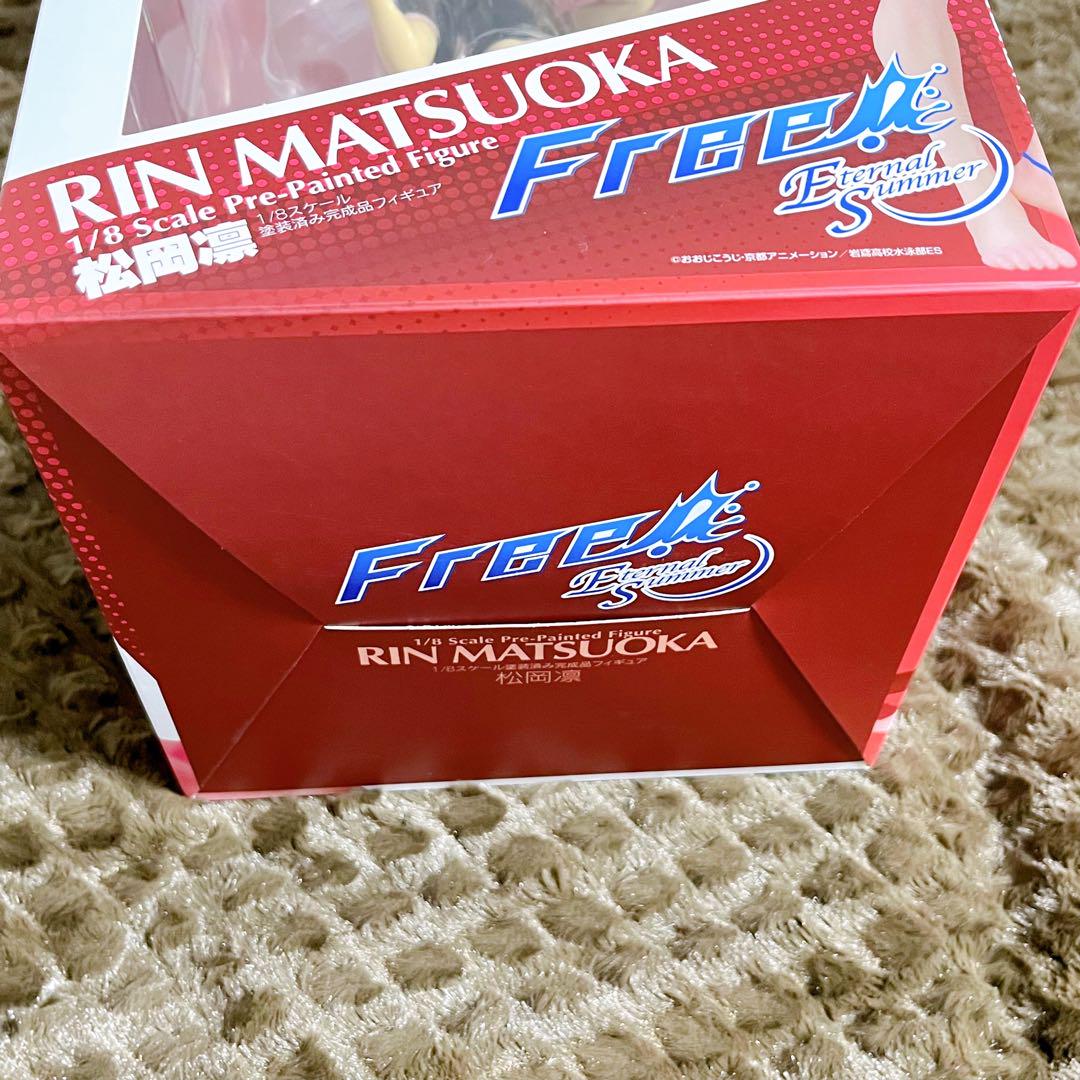 RIN MATSUOKA
1/8 Scale Pre-Painted Figure
松岡凛
1/8スケール
塗装済み完成品フィギュア
Free!
Eternal
Summer
©おおじこうじ・京都アニメーション／岩鳶高校水泳部ES
Free!
Eternal
Summer
1/8 Scale Pre-Painted Figure
RIN MATSUOKA
1/8スケール塗装済み完成品フィギュア
松岡凛